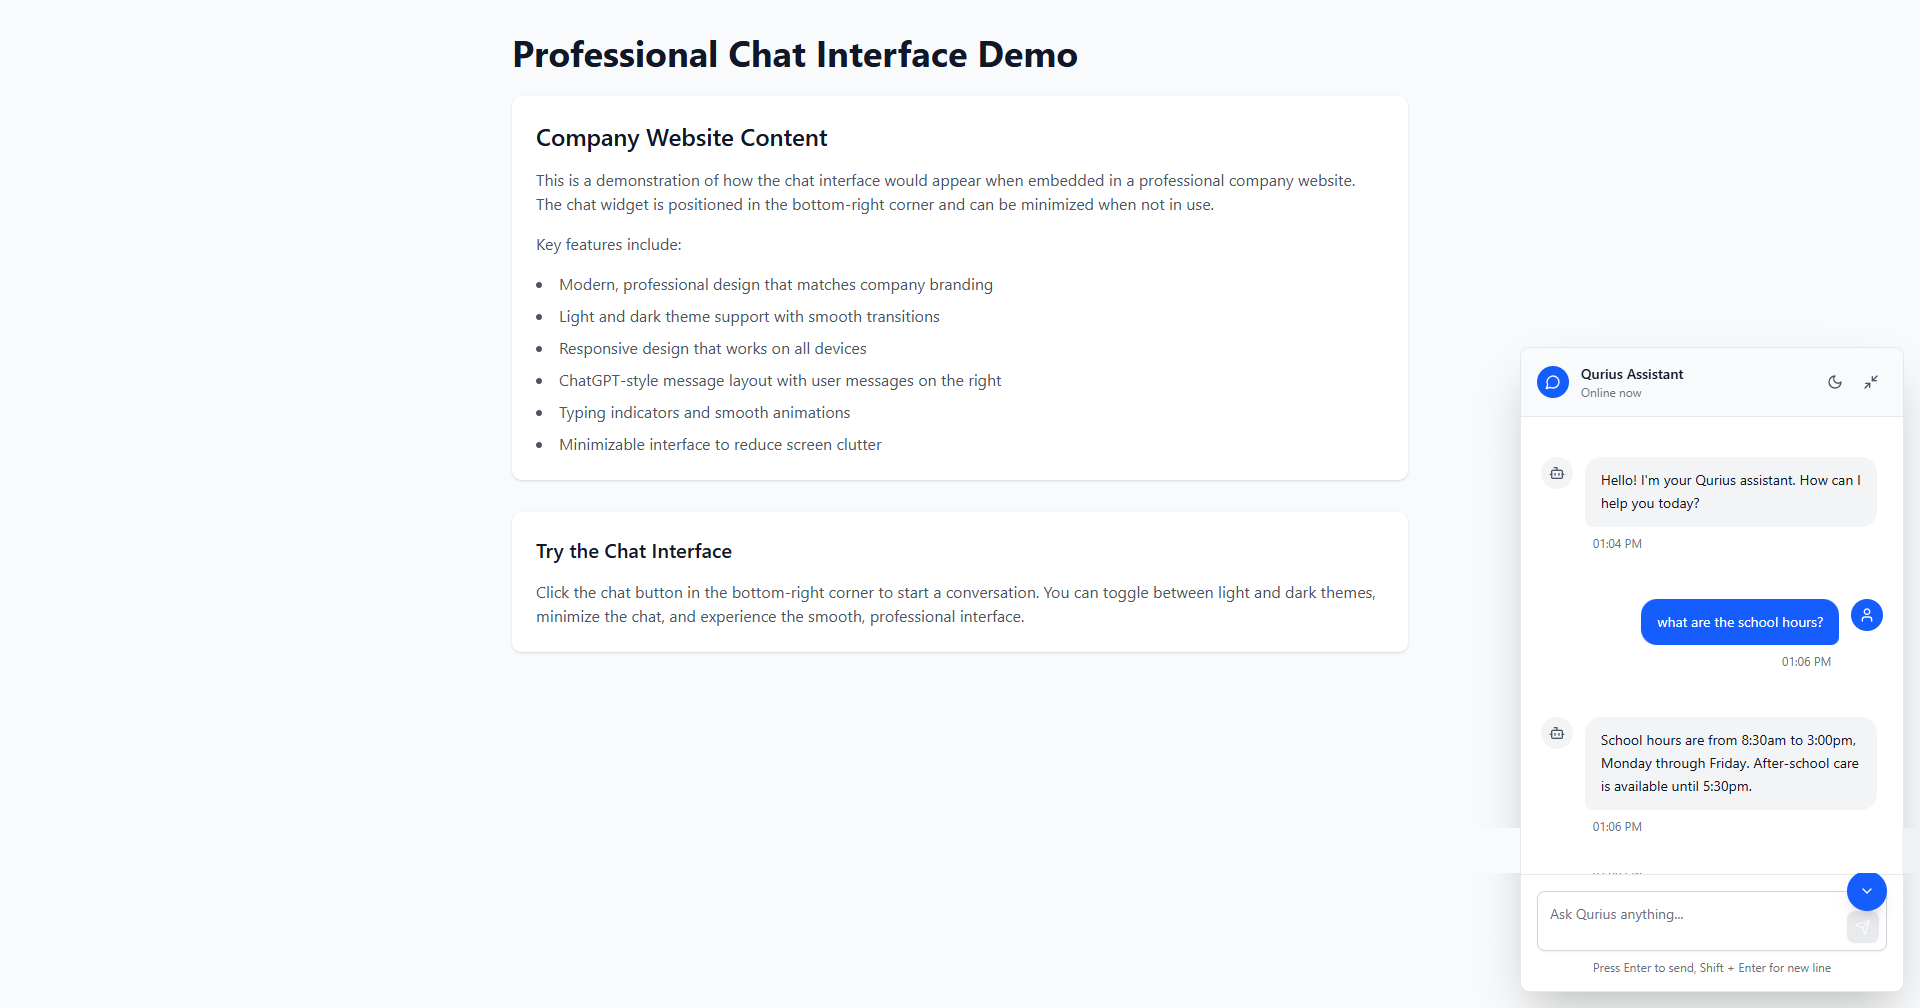 Professional Chat Interface Demo
Company Website Content
This is a demonstration of how the chat interface would appear when embedded in a professional company website.
The chat widget is positioned in the bottom-right corner and can be minimized when not in use.
Key features include:
Modern, professional design that matches company branding
Light and dark theme support with smooth transitions
Responsive design that works on all devices
ChatGPT-style message layout with user messages on the right
Typing indicators and smooth animations
Minimizable interface to reduce screen clutter
Try the Chat Interface
Click the chat button in the bottom-right corner to start a conversation. You can toggle between light and dark themes,
minimize the chat, and experience the smooth, professional interface.
Qurius Assistant
Online now
Hello! I'm your Qurius assistant. How can I
help you today?
01:04 PM
what are the school hours?
01:06 PM
School hours are from 8:30am to 3:00pm,
Monday through Friday. After-school care
is available until 5:30pm.
01:06 PM
Ask Qurius anything...
Press Enter to send, Shift + Enter for new line